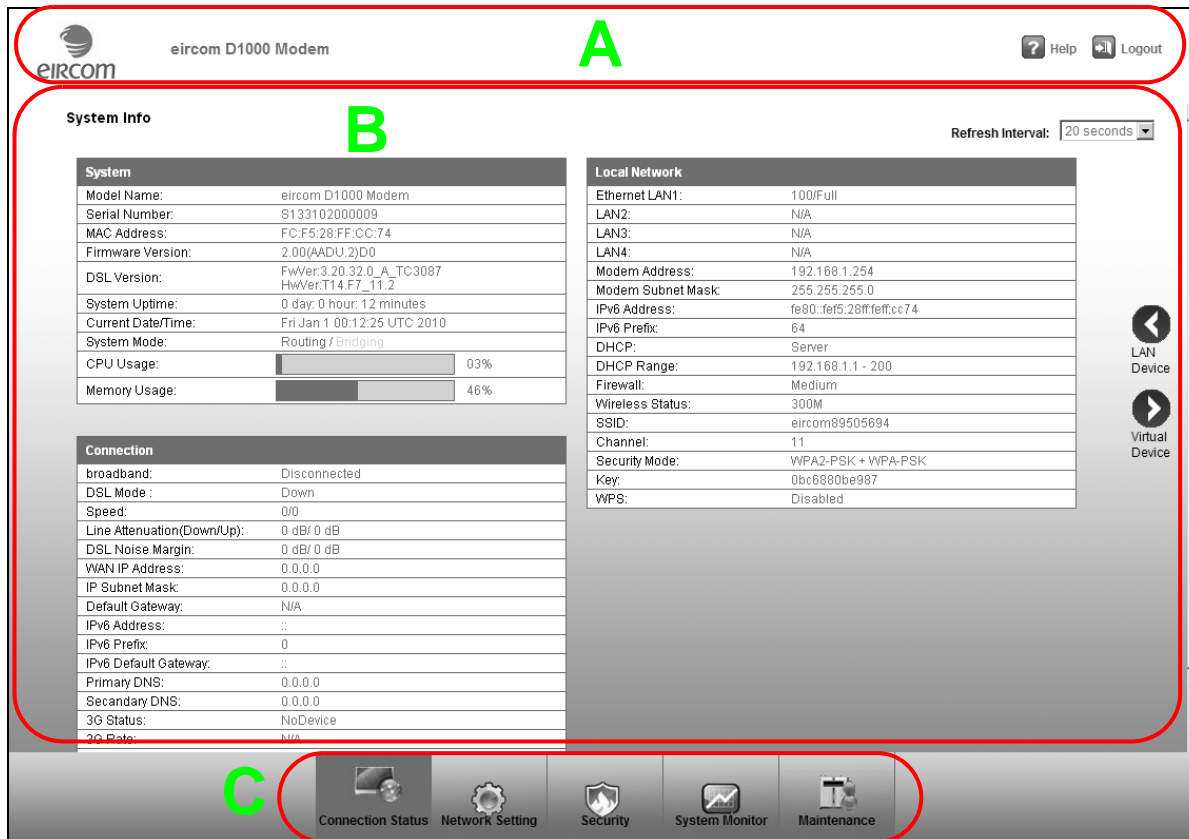 A
eircom
eircom D1000 Modem
Help
Logout
B
System Info
Refresh Interval: 20 seconds
System
Model Name: eircom D1000 Modem
Serial Number: S133102000009
MAC Address: FC:F5:28:FF:CC:74
Firmware Version: 2.00(AADU.2)D0
DSL Version: FwVer:3.20.32.0_A_TC3087
HwVer:T14.F7_11.2
System Uptime: 0 day: 0 hour: 12 minutes
Current Date/Time: Fri Jan 1 00:12:25 UTC 2010
System Mode: Routing / Bridging
CPU Usage: 03%
Memory Usage: 46%
Connection
broadband: Disconnected
DSL Mode : Down
Speed: 0/0
Line Attenuation(Down/Up): 0 dB/ 0 dB
DSL Noise Margin: 0 dB/ 0 dB
WAN IP Address: 0.0.0.0
IP Subnet Mask: 0.0.0.0
Default Gateway: N/A
IPv6 Address: ::
IPv6 Prefix: 0
IPv6 Default Gateway: ::
Primary DNS: 0.0.0.0
Secandary DNS: 0.0.0.0
3G Status: NoDevice
3G Rate: N/A
Local Network
Ethernet LAN1: 100/Full
LAN2: N/A
LAN3: N/A
LAN4: N/A
Modem Address: 192.168.1.254
Modem Subnet Mask: 255.255.255.0
IPv6 Address: fe80::fef5:28ff:feff:cc74
IPv6 Prefix: 64
DHCP: Server
DHCP Range: 192.168.1.1 - 200
Firewall: Medium
Wireless Status: 300M
SSID: eircom89505694
Channel: 11
Security Mode: WPA2-PSK + WPA-PSK
Key: 0bc6880be987
WPS: Disabled
LAN
Device
Virtual
Device
C
Connection Status
Network Setting
Security
System Monitor
Maintenance